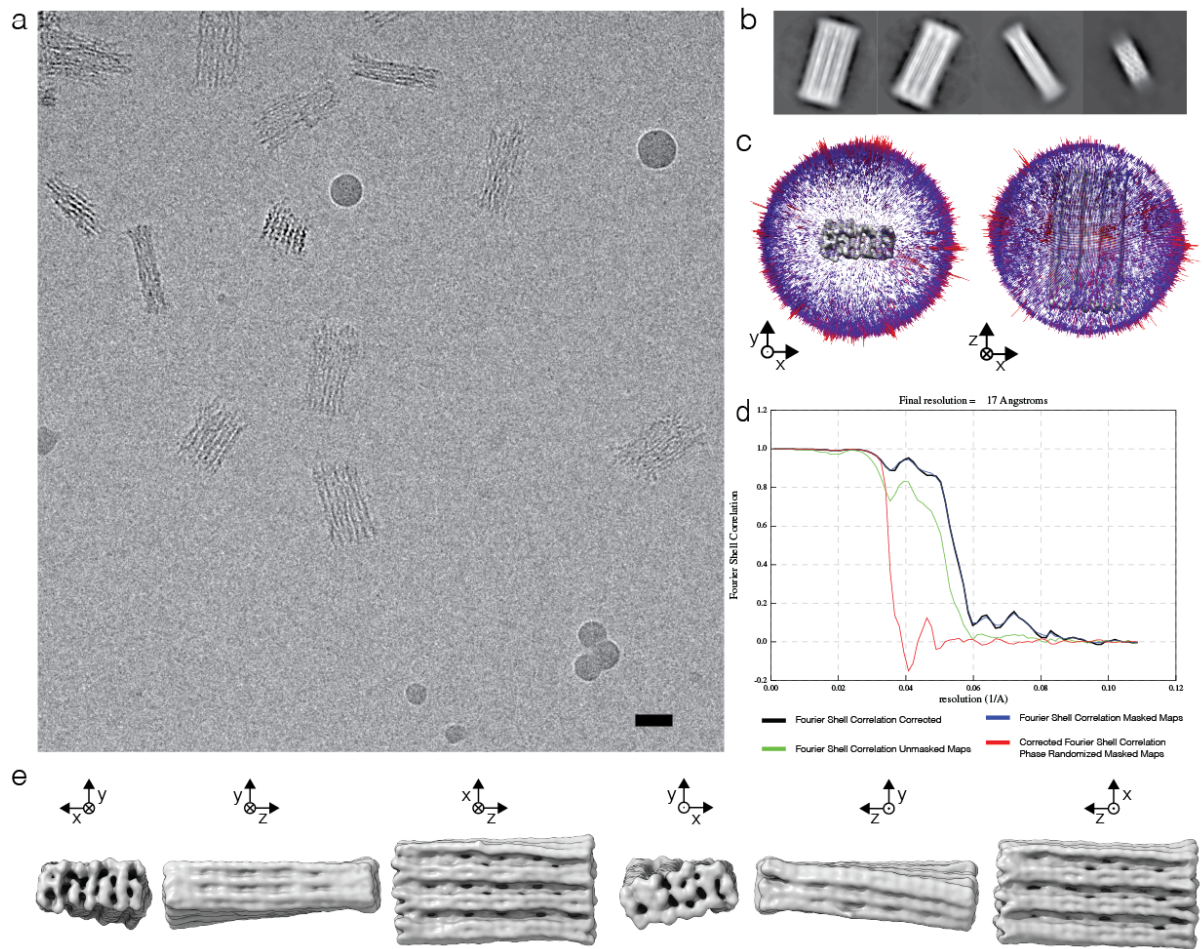 a
b
c
y
x
z
x
d
Final resolution = 17 Angstroms
Fourier Shell Correlation
1.2
1.0
0.8
0.6
0.4
0.2
0.0
-0.2
0.00
0.02
0.04
0.06
0.08
0.10
0.12
resolution (1/A)
Fourier Shell Correlation Corrected
Fourier Shell Correlation Masked Maps
Fourier Shell Correlation Unmasked Maps
Corrected Fourier Shell Correlation
Phase Randomized Masked Maps
e
y
x
y
z
x
z
y
x
y
z
x
z